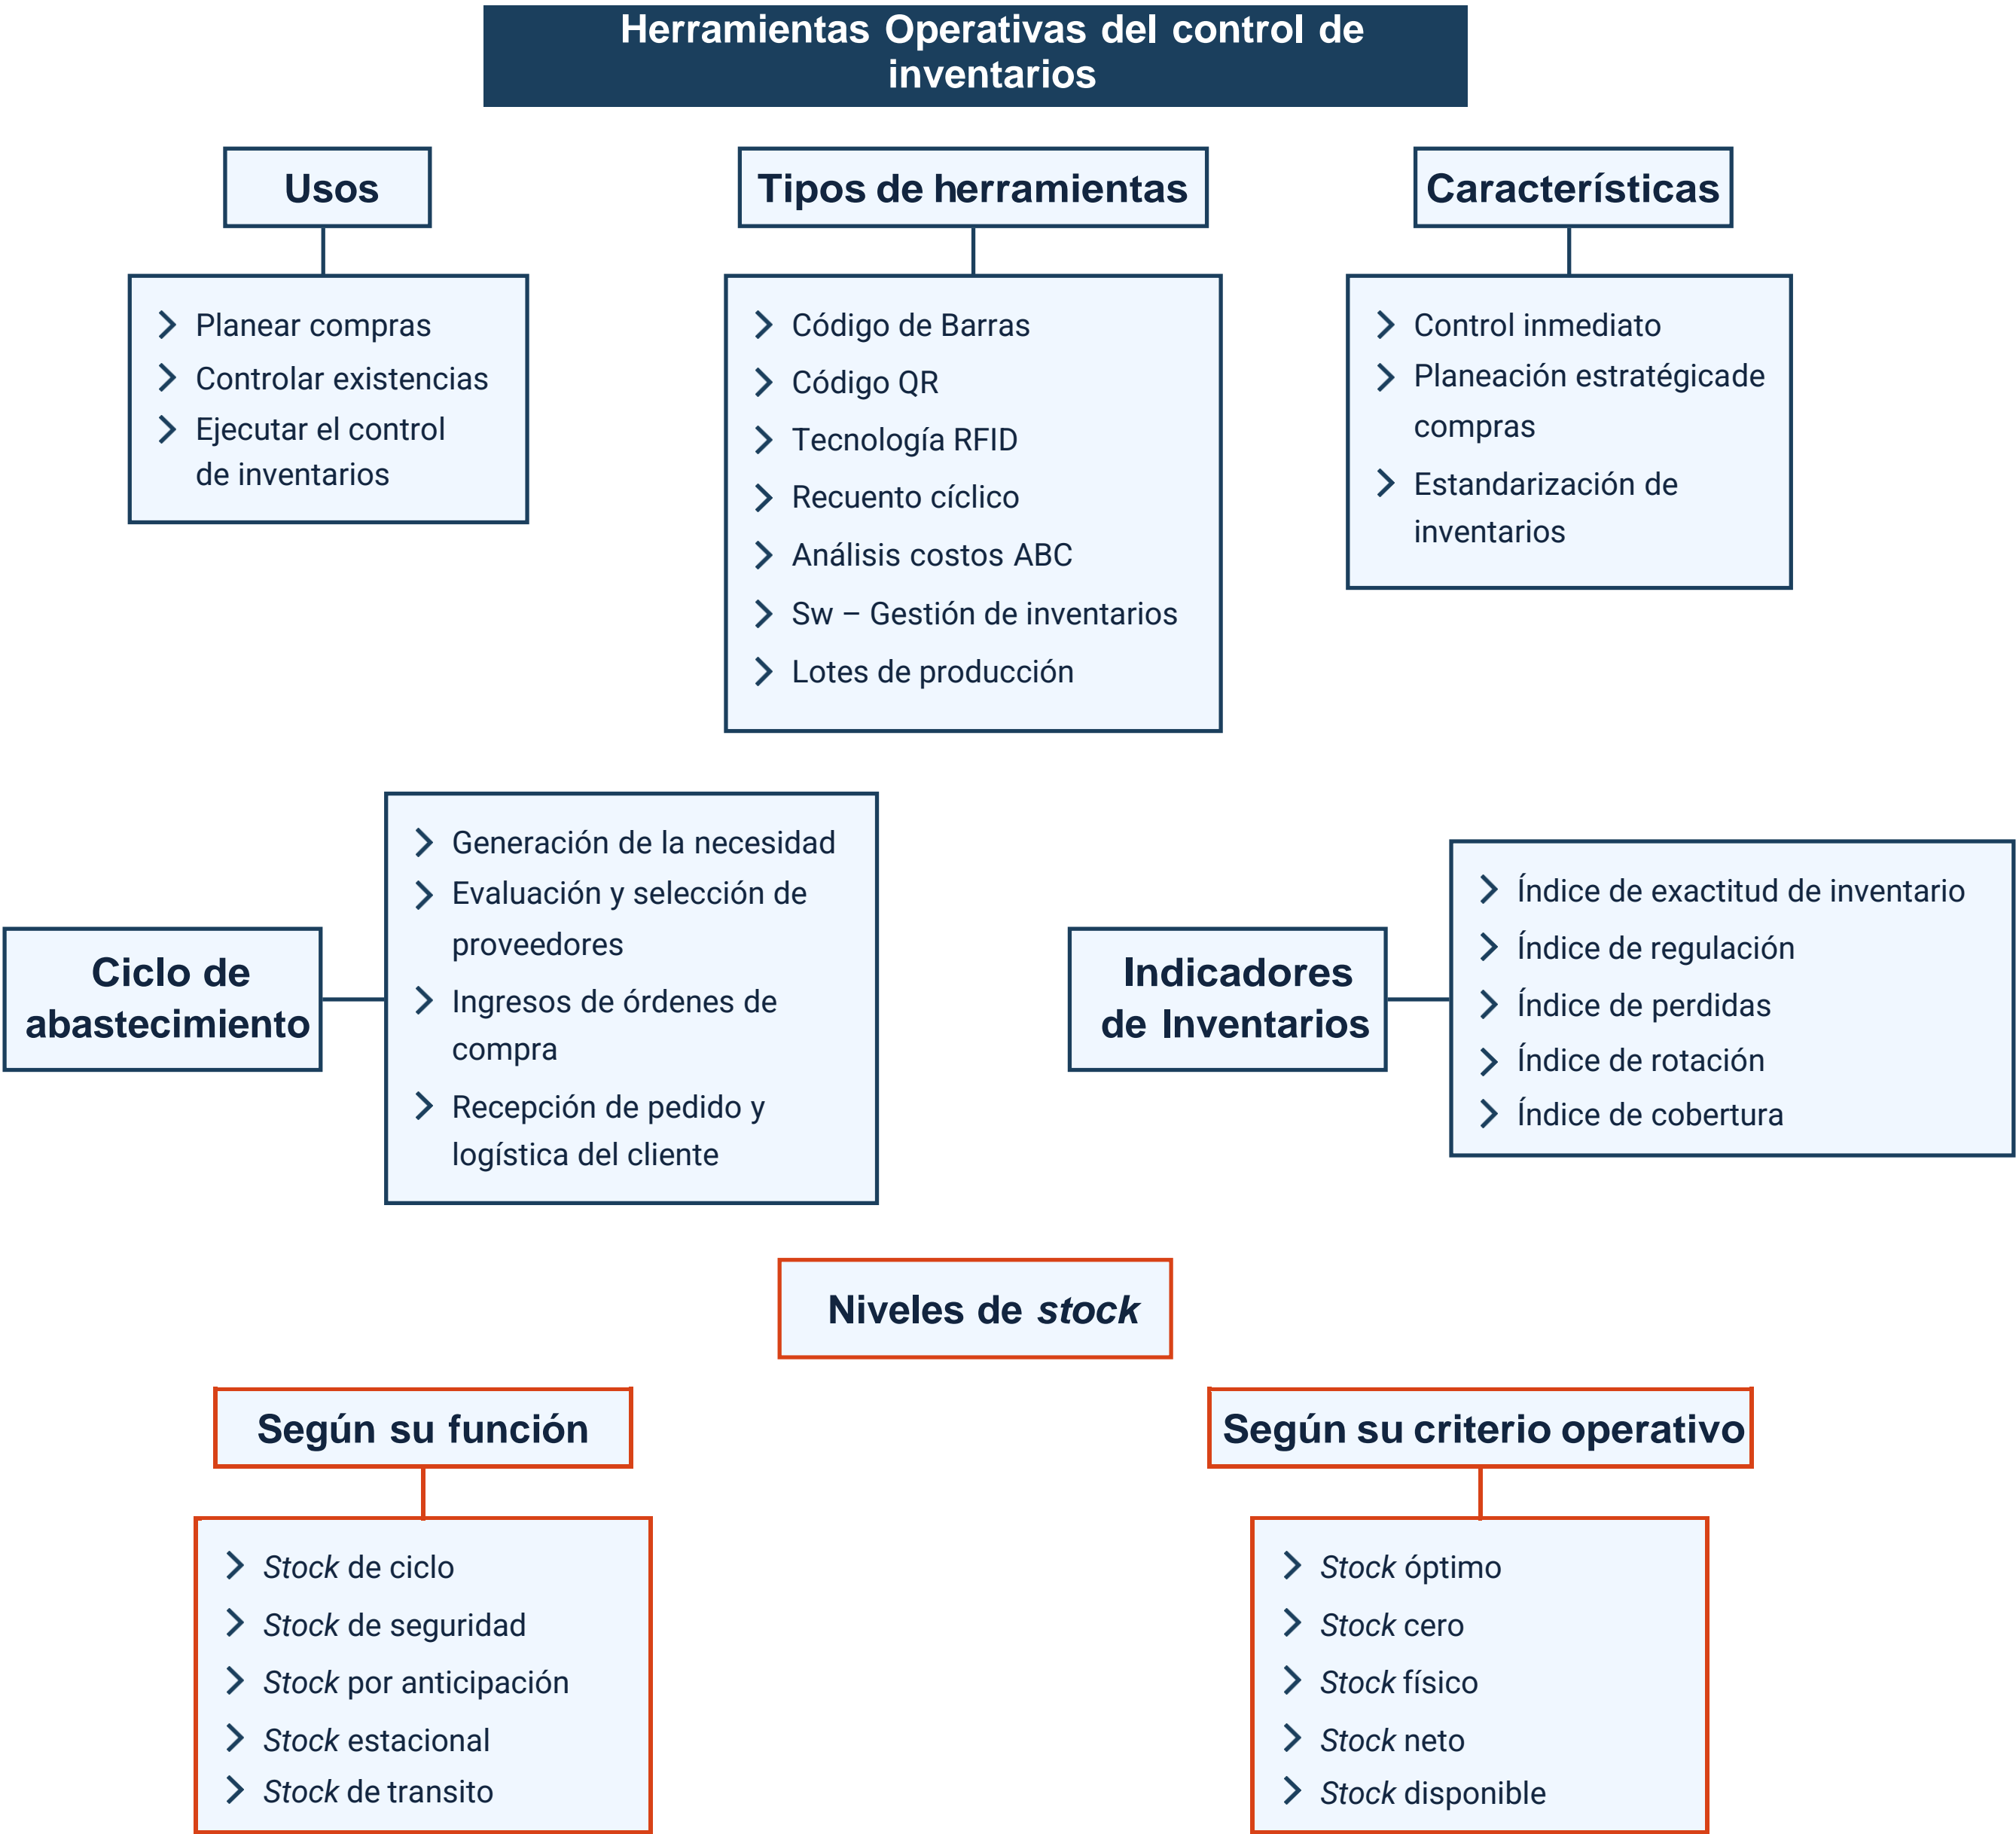 Herramientas Operativas del control de
inventarios
Usos
Planear compras
Controlar existencias
Ejecutar el control
de inventarios
Tipos de herramientas
Código de Barras
Código QR
Tecnología RFID
Recuento cíclico
Análisis costos ABC
Sw – Gestión de inventarios
Lotes de producción
Características
Control inmediato
Planeación estratégicade
compras
Estandarización de
inventarios
Ciclo de
abastecimiento
Generación de la necesidad
Evaluación y selección de
proveedores
Ingresos de órdenes de
compra
Recepción de pedido y
logística del cliente
Indicadores
de Inventarios
Índice de exactitud de inventario
Índice de regulación
Índice de perdidas
Índice de rotación
Índice de cobertura
Niveles de stock
Según su función
Stock de ciclo
Stock de seguridad
Stock por anticipación
Stock estacional
Stock de transito
Según su criterio operativo
Stock óptimo
Stock cero
Stock físico
Stock neto
Stock disponible